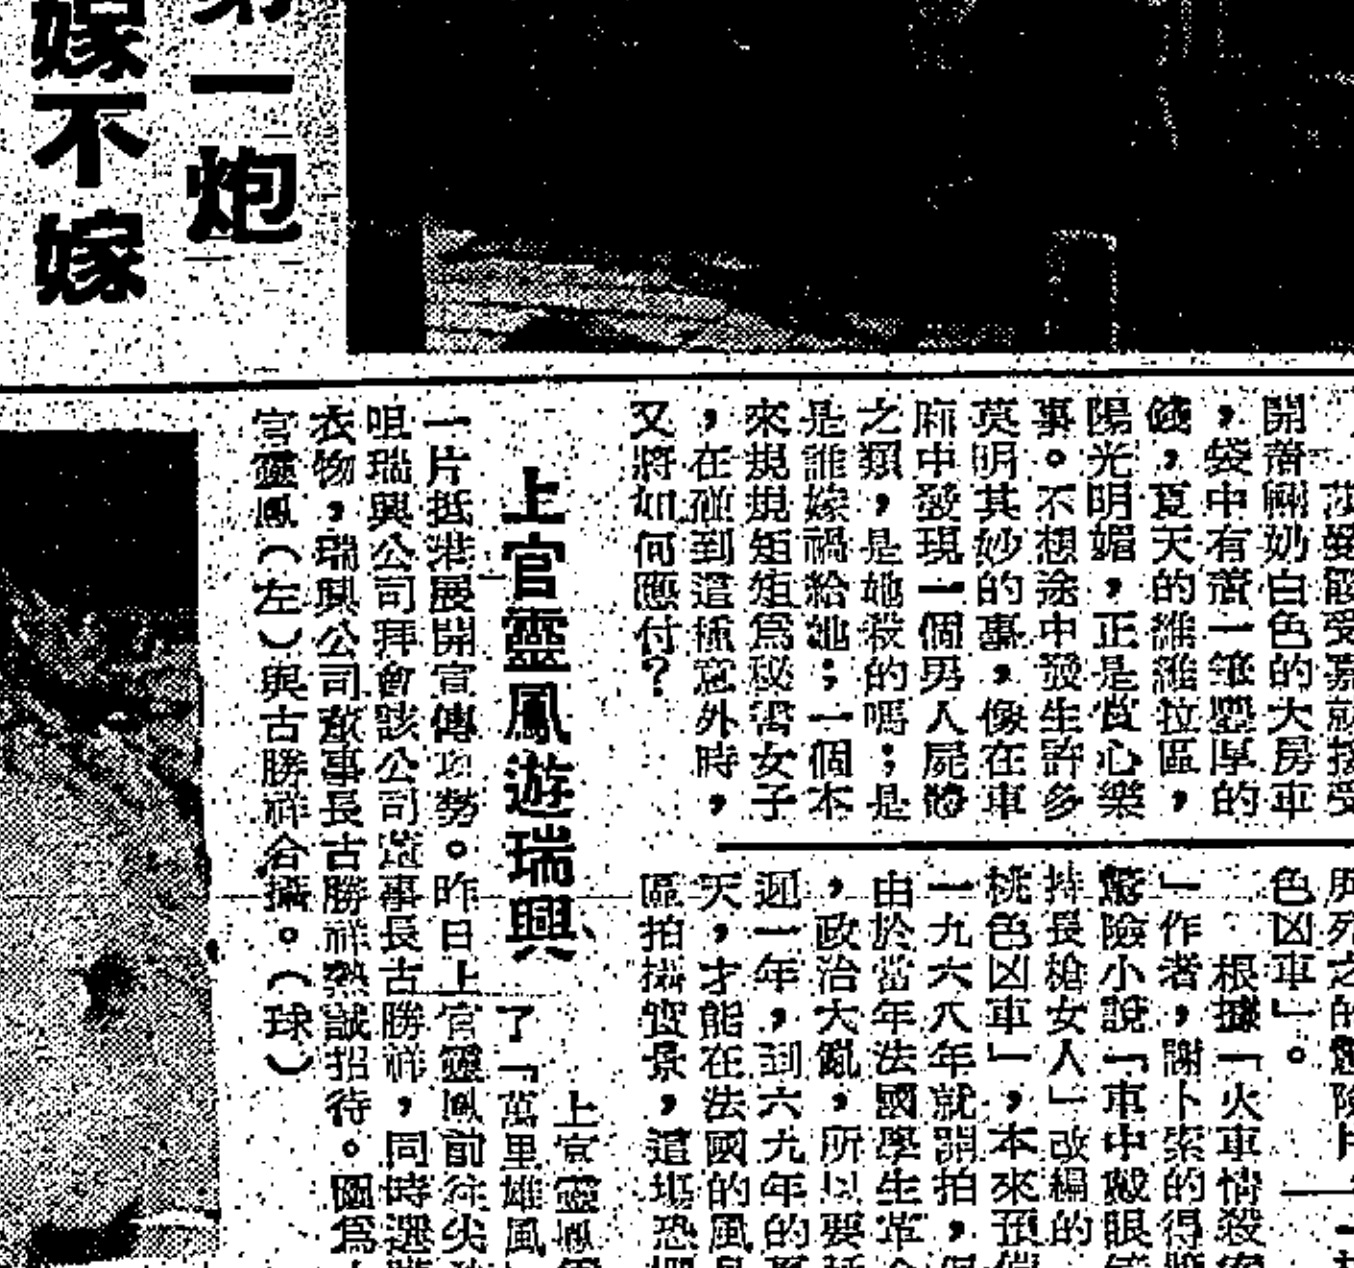 一炮
嫁不嫁
開着輛奶白色的大房車
，袋中有着一筆豐厚的
錢，夏天的維維拉區，
陽光明媚，正是賞心樂
事。不想途中發生許多
莫明其妙的事，像在車
廂中發現一個男人屍體
之類，是她殺的嗎；是
是誰嫁禍給她；一個本
來規規矩矩爲秘書女子
，在碰到這種意外時，
又將如何應付？
色凶車」。
根據「火車情殺案
」作者，謝卜索的得獎
驚險小說「車中戴眼鏡
持長槍女人」改編的
桃色凶車」，本來預
一九六八年就開拍，
由於當年法國學生革
，政治大亂，所以要
遲一年，到六九年的夏
天，才能在法國的風
區拍攝實景，這場恐
上官靈鳳遊瑞興
上官靈鳳
了「萬里雄風
一片抵港展開宣傳攻勢。昨日上官靈鳳前往尖
咀瑞興公司拜會該公司董事長古勝祥，同時選
衣物，瑞興公司董事長古勝祥熱誠招待。圖爲
官靈鳳（左）與古勝祥合攝。（球）